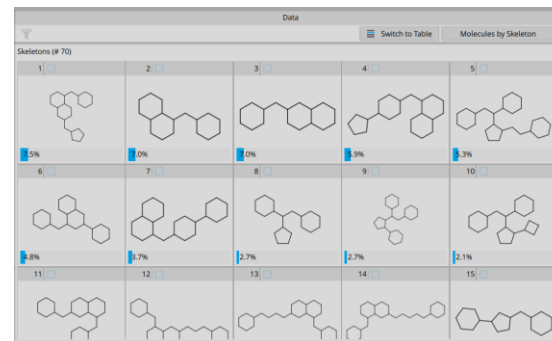 Data
Switch to Table Molecules by Skeleton
Skeletons (# 70)
1 2 3 4 5
7.5% 7.0% 7.0% 5.9% 5.3%
6 7 8 9 10
4.8% 3.7% 2.7% 2.7% 2.1%
11 12 13 14 15